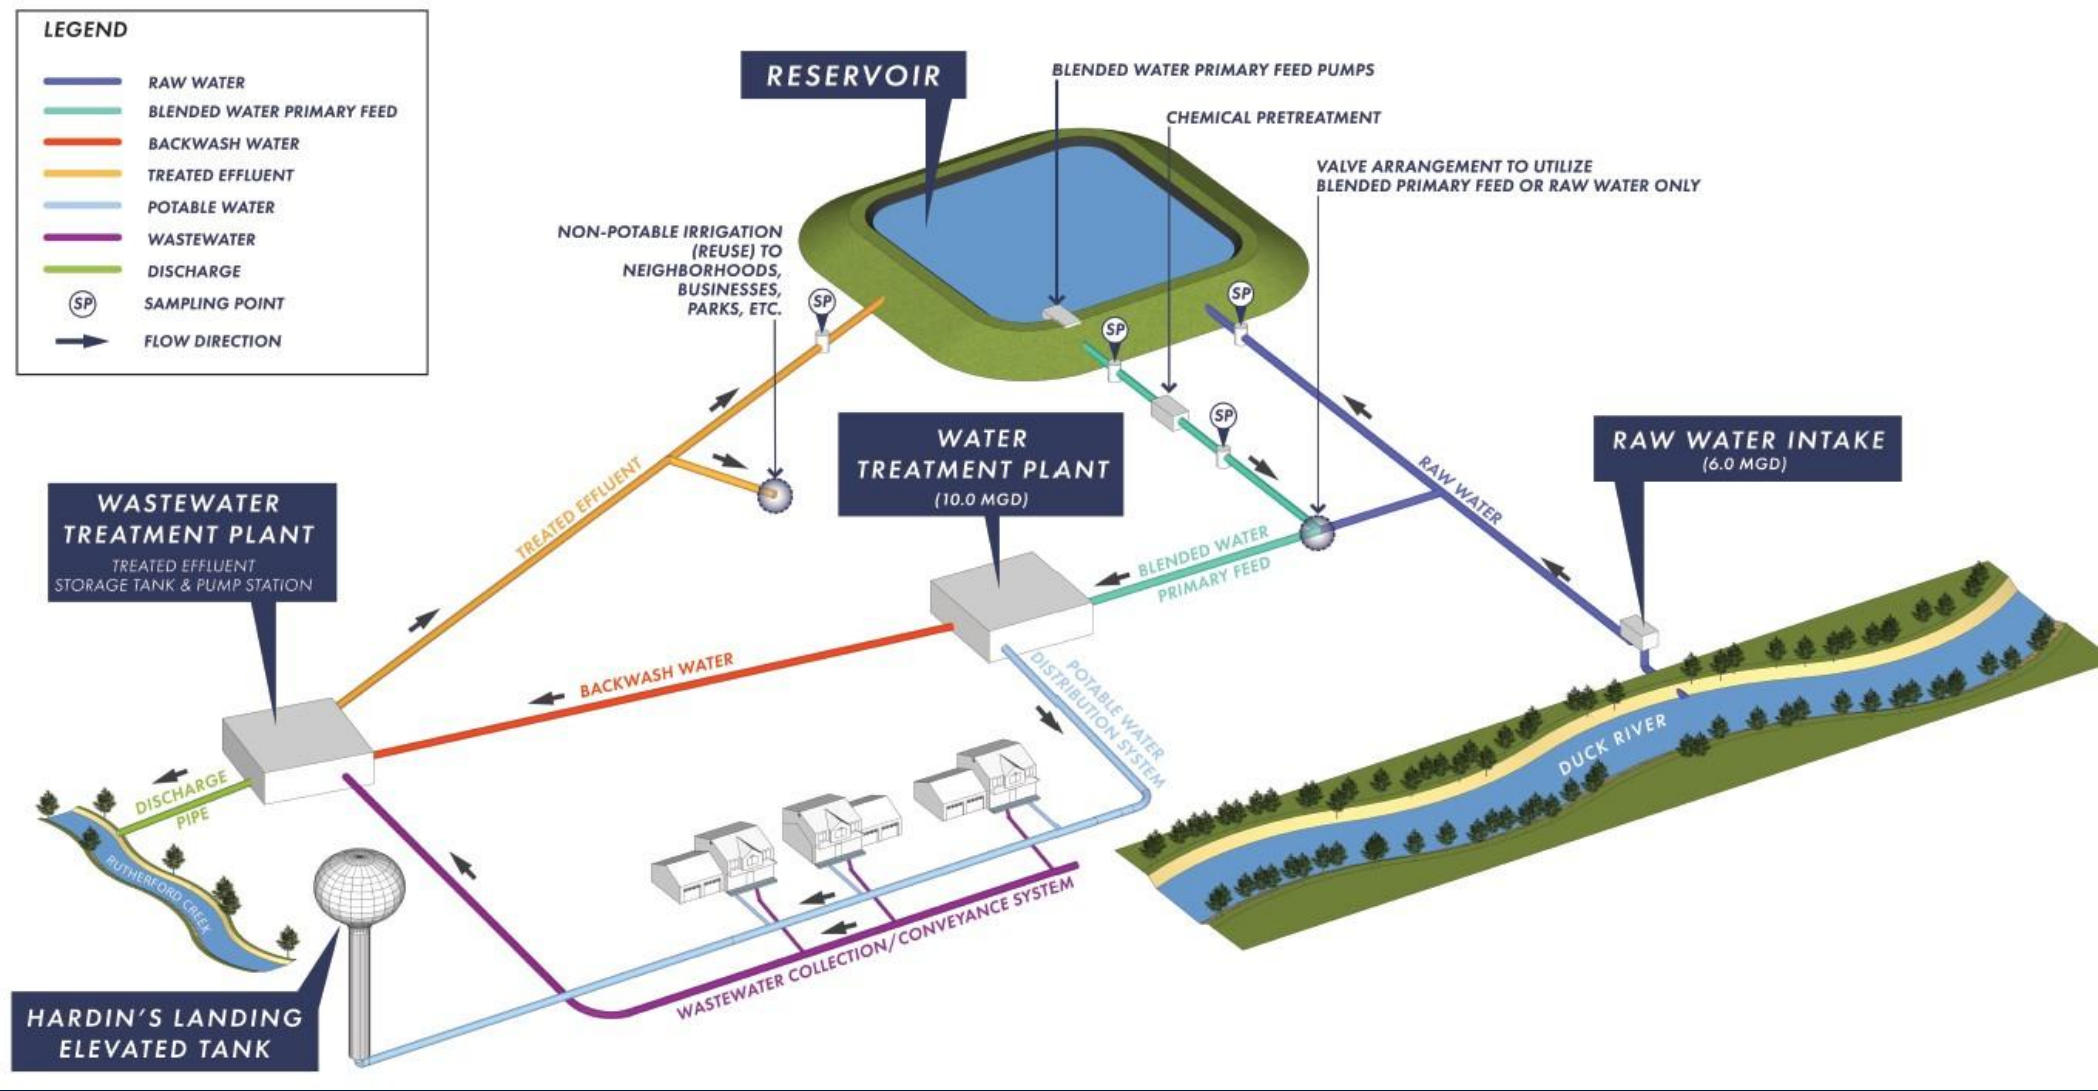 LEGEND
RAW WATER
BLENDED WATER PRIMARY FEED
BACKWASH WATER
TREATED EFFLUENT
POTABLE WATER
WASTEWATER
DISCHARGE
SP SAMPLING POINT
FLOW DIRECTION
RESERVOIR
BLENDED WATER PRIMARY FEED PUMPS
CHEMICAL PRETREATMENT
VALVE ARRANGEMENT TO UTILIZE
BLENDED PRIMARY FEED OR RAW WATER ONLY
NON-POTABLE IRRIGATION
(REUSE) TO
NEIGHBORHOODS,
BUSINESSES,
PARKS, ETC.
SP
SP
SP
SP
WATER
TREATMENT PLANT
(10.0 MGD)
RAW WATER INTAKE
(6.0 MGD)
WASTEWATER
TREATMENT PLANT
TREATED EFFLUENT
STORAGE TANK & PUMP STATION
TREATED EFFLUENT
RAW WATER
BLENDED WATER
PRIMARY FEED
BACKWASH WATER
POTABLE WATER
DISTRIBUTION SYSTEM
DUCK RIVER
DISCHARGE
PIPE
RUTHERFORD CREEK
WASTEWATER COLLECTION/CONVEYANCE SYSTEM
HARDIN'S LANDING
ELEVATED TANK